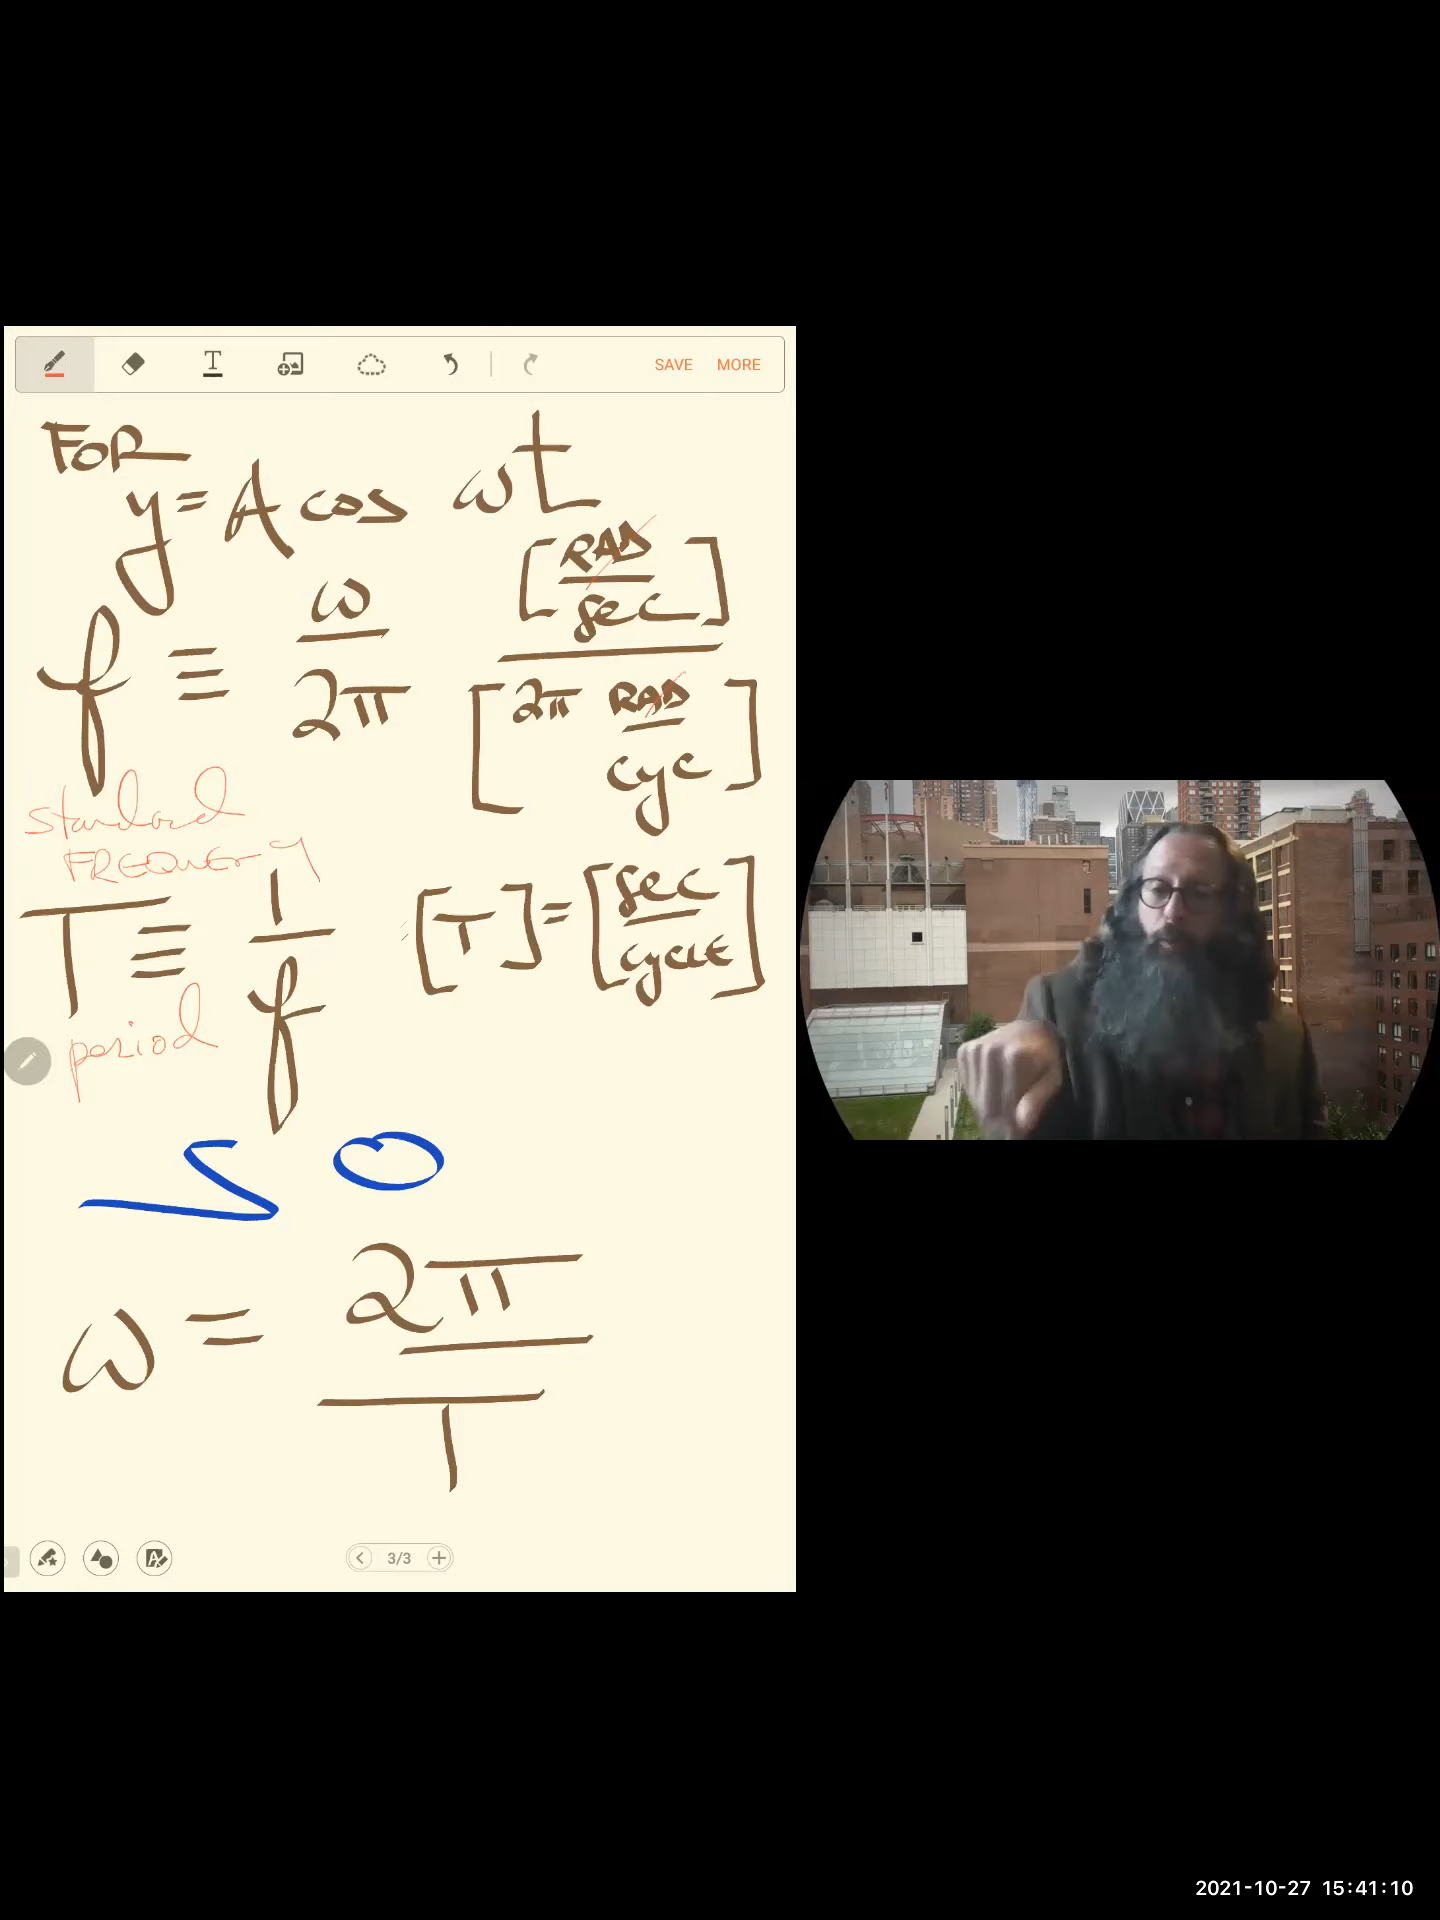 SAVE MORE
FOR
y = A cos ωt
f ≡ ω/2π [RAD/sec]/[2π RAD/cyc]
standard
FREQUENCY
T ≡ 1/f [T] = [sec/cycle]
period
SO
ω = 2π/T
3/3
2021-10-27 15:41:10